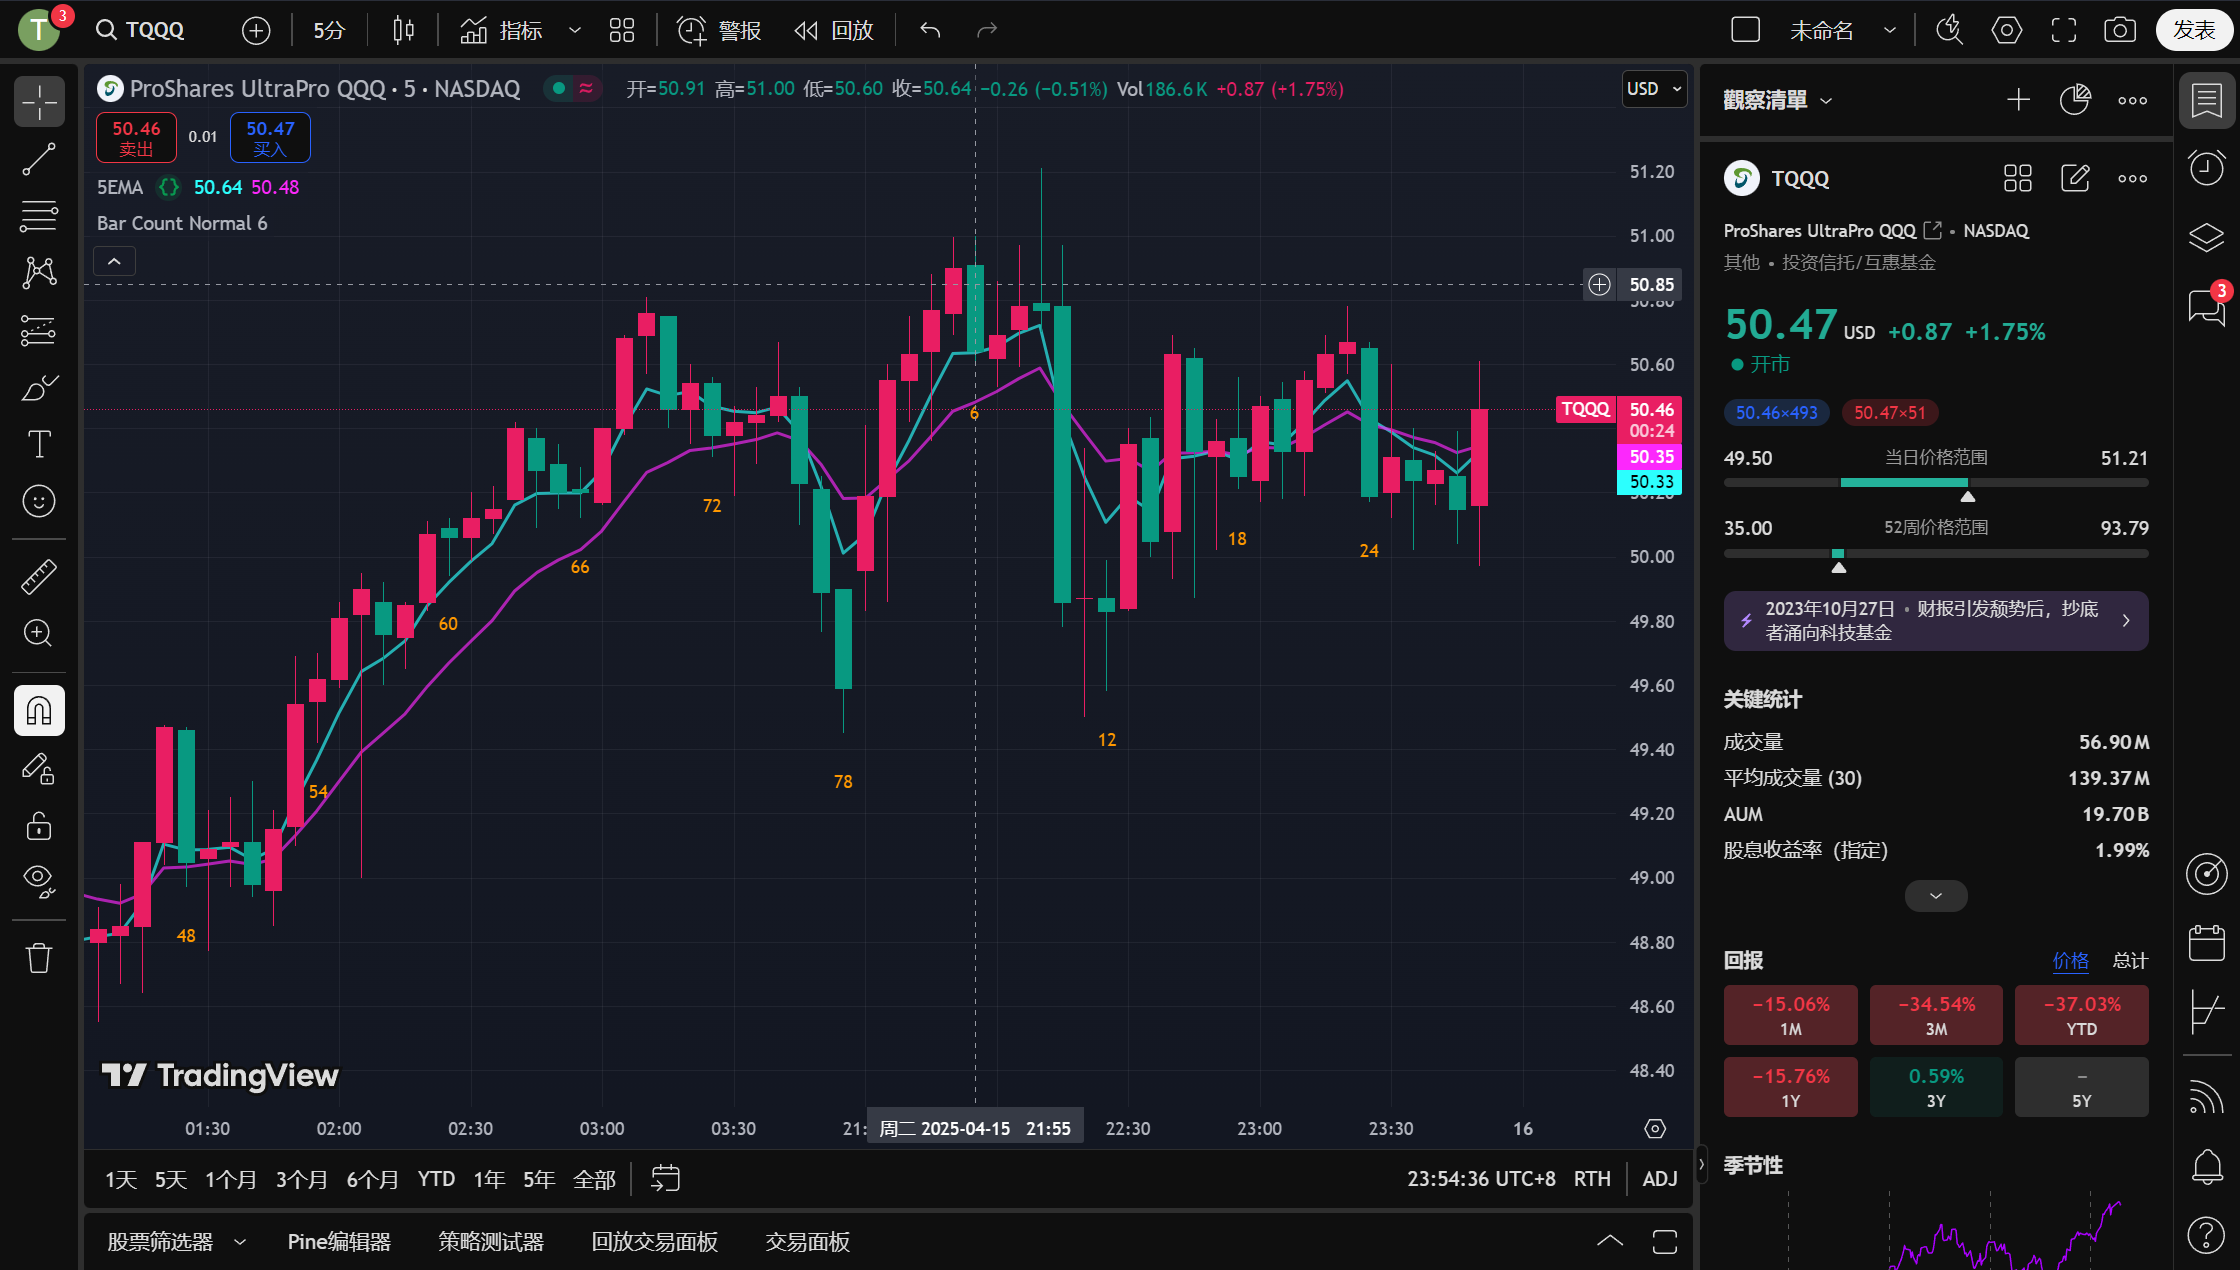 T
3
TQQQ
5分
指标
警报
回放
未命名
发表
ProShares UltraPro QQQ · 5 · NASDAQ
开=50.91 高=51.00 低=50.60 收=50.64 −0.26 (−0.51%) Vol186.6K +0.87 (+1.75%)
USD
50.46
卖出
0.01
50.47
买入
5EMA {} 50.64 50.48
Bar Count Normal 6
51.20
51.00
50.85
50.80
50.60
TQQQ
50.46
00:24
50.35
50.33
50.20
50.00
49.80
49.60
49.40
49.20
49.00
48.80
48.60
48.40
48
54
60
66
72
78
6
12
18
24
TradingView
01:30
02:00
02:30
03:00
03:30
21:
周二 2025-04-15 21:55
22:30
23:00
23:30
16
1天 5天 1个月 3个月 6个月 YTD 1年 5年 全部
23:54:36 UTC+8 RTH ADJ
股票筛选器 Pine编辑器 策略测试器 回放交易面板 交易面板
觀察清單
TQQQ
ProShares UltraPro QQQ • NASDAQ
其他 • 投资信托/互惠基金
50.47 USD +0.87 +1.75%
开市
50.46×493 50.47×51
49.50 当日价格范围 51.21
35.00 52周价格范围 93.79
2023年10月27日 • 财报引发颓势后，抄底
者涌向科技基金
关键统计
成交量 56.90M
平均成交量 (30) 139.37M
AUM 19.70B
股息收益率（指定) 1.99%
回报 价格 总计
−15.06%
1M
−34.54%
3M
−37.03%
YTD
−15.76%
1Y
0.59%
3Y
–
5Y
季节性
3